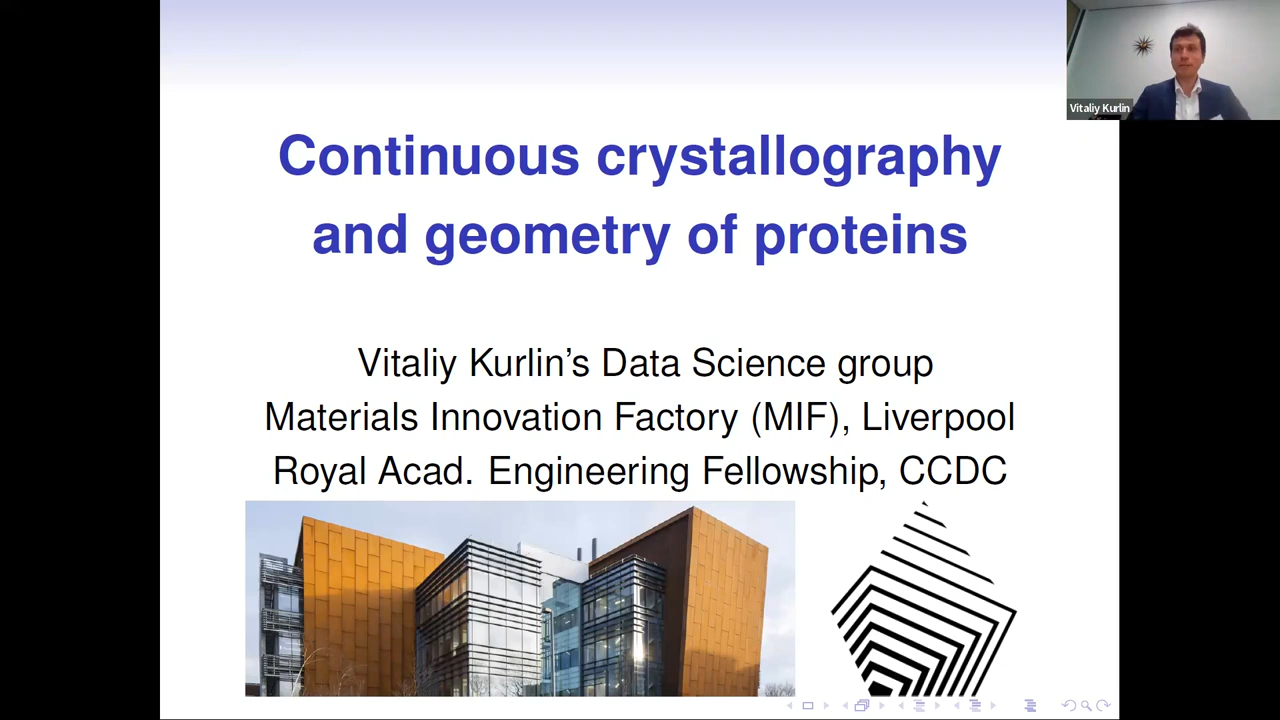 Continuous crystallography
and geometry of proteins
Vitaliy Kurlin's Data Science group
Materials Innovation Factory (MIF), Liverpool
Royal Acad. Engineering Fellowship, CCDC
Vitaliy Kurlin